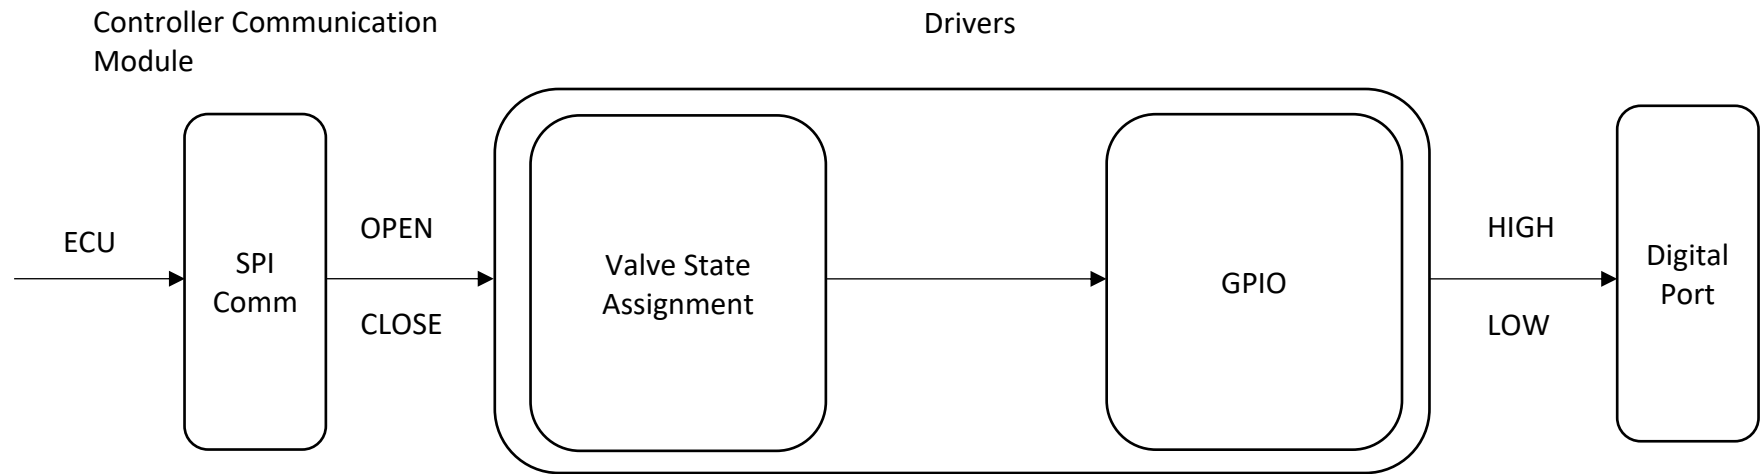 Controller Communication
Module
Drivers
ECU
SPI
Comm
OPEN
CLOSE
Valve State
Assignment
GPIO
HIGH
LOW
Digital
Port